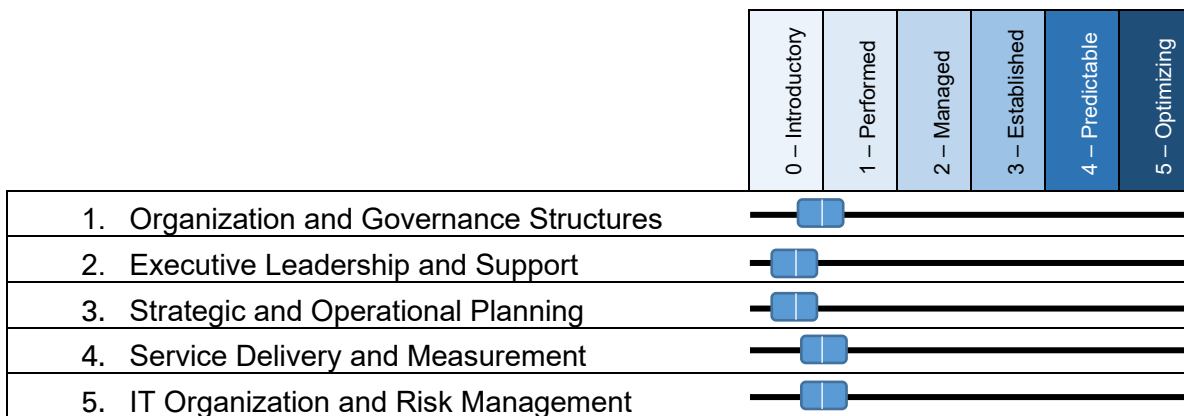 0 – Introductory
1 – Performed
2 – Managed
3 – Established
4 – Predictable
5 – Optimizing
1. Organization and Governance Structures
2. Executive Leadership and Support
3. Strategic and Operational Planning
4. Service Delivery and Measurement
5. IT Organization and Risk Management